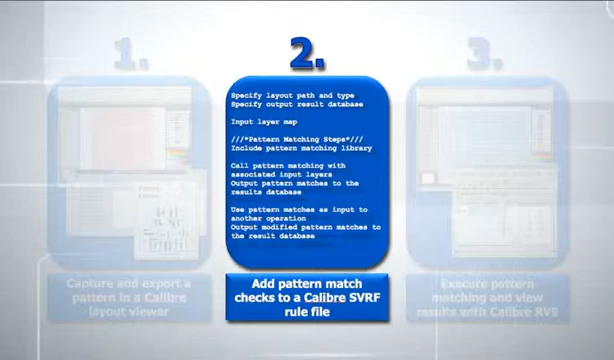 1.
2.
3.
Specify layout path and type
Specify output result database
Input layer map
///*Pattern Matching Steps*///
Include pattern matching library
Call pattern matching with
associated input layers
Output pattern matches to the
results database
Use pattern matches as input to
another operation
Output modified pattern matches to
the result database
Capture and export a
pattern in a Calibre
layout viewer
Add pattern match
checks to a Calibre SVRF
rule file
Execute pattern
matching and view
results with Calibre RVE